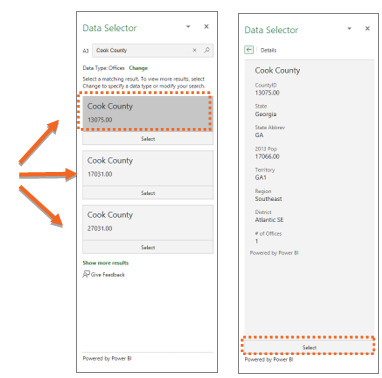 Data Selector
A3 Cook County
Data Type: Offices Change
Select a matching result. To view more results, select
Change to specify a data type or modify your search.
Cook County
13075.00
Select
Cook County
17031.00
Select
Cook County
27031.00
Select
Show more results
Give Feedback
Powered by Power BI
Data Selector
Details
Cook County
CountyID
13075.00
State
Georgia
State Abbrev
GA
2013 Pop
17066.00
Territory
GA1
Region
Southeast
District
Atlantic SE
# of Offices
1
Powered by Power BI
Select
Powered by Power BI